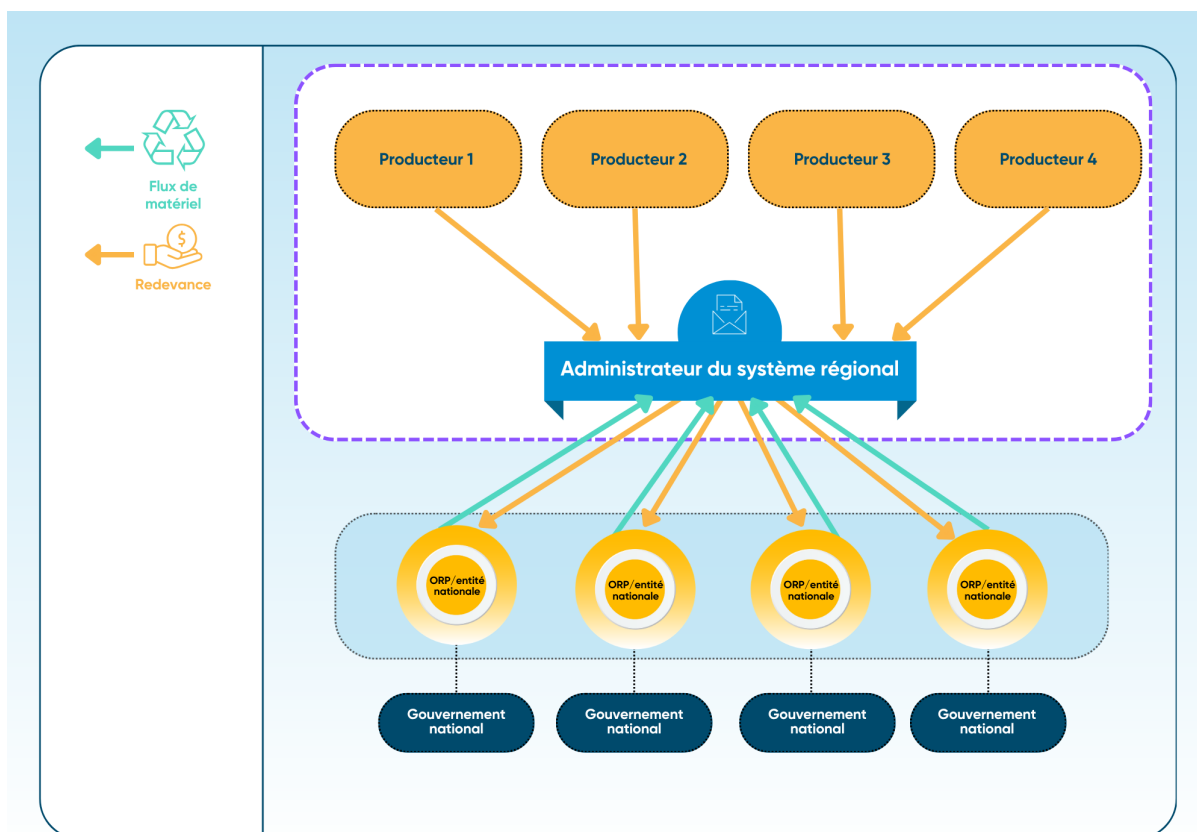 Flux de
matériel
$
Redevance
Producteur 1
Producteur 2
Producteur 3
Producteur 4
Administrateur du système régional
ORP/entité
nationale
ORP/entité
nationale
ORP/entité
nationale
ORP/entité
nationale
Gouvernement
national
Gouvernement
national
Gouvernement
national
Gouvernement
national